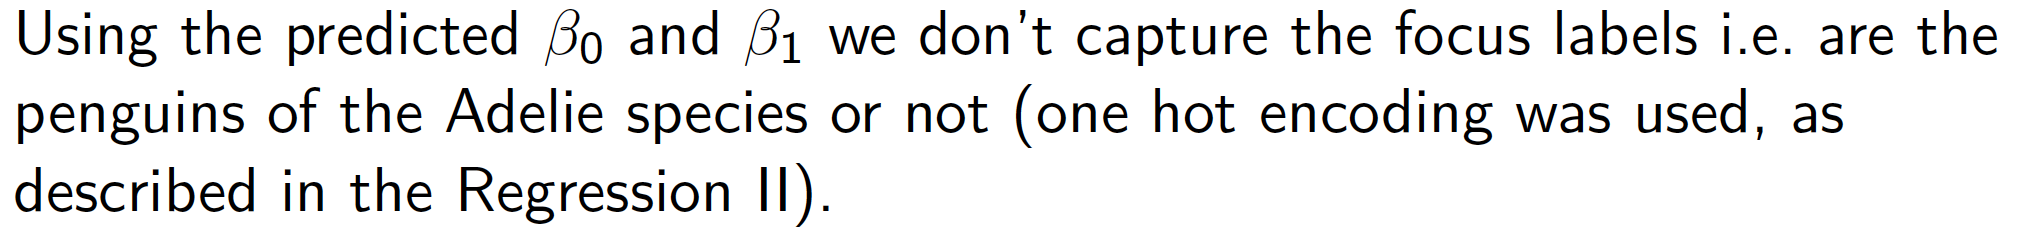 Using the predicted β₀ and β₁ we don't capture the focus labels i.e. are the
penguins of the Adelie species or not (one hot encoding was used, as
described in the Regression II).